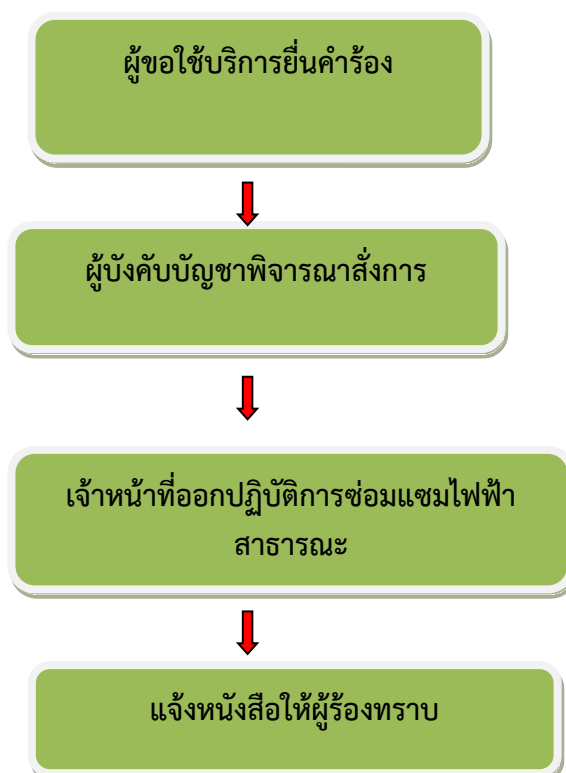 ผู้ขอใช้บริการยื่นคำร้อง
ผู้บังคับบัญชาพิจารณาสั่งการ
เจ้าหน้าที่ออกปฏิบัติการซ่อมแซมไฟฟ้า
สาธารณะ
แจ้งหนังสือให้ผู้ร้องทราบ